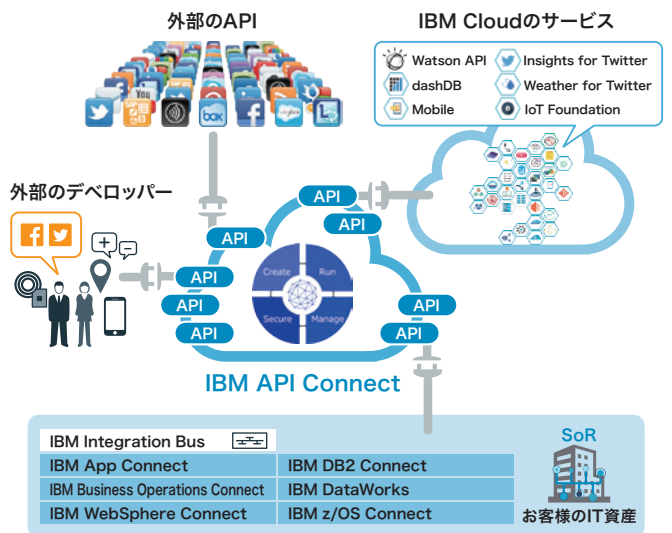 外部のAPI
IBM Cloudのサービス
Watson API
Insights for Twitter
dashDB
Weather for Twitter
Mobile
IoT Foundation
You
box
外部のデベロッパー
API
API
API
API
API
API
API
API
Create
Run
Secure
Manage
IBM API Connect
IBM Integration Bus
IBM App Connect
IBM DB2 Connect
IBM Business Operations Connect
IBM DataWorks
IBM WebSphere Connect
IBM z/OS Connect
SoR
お客様のIT資産